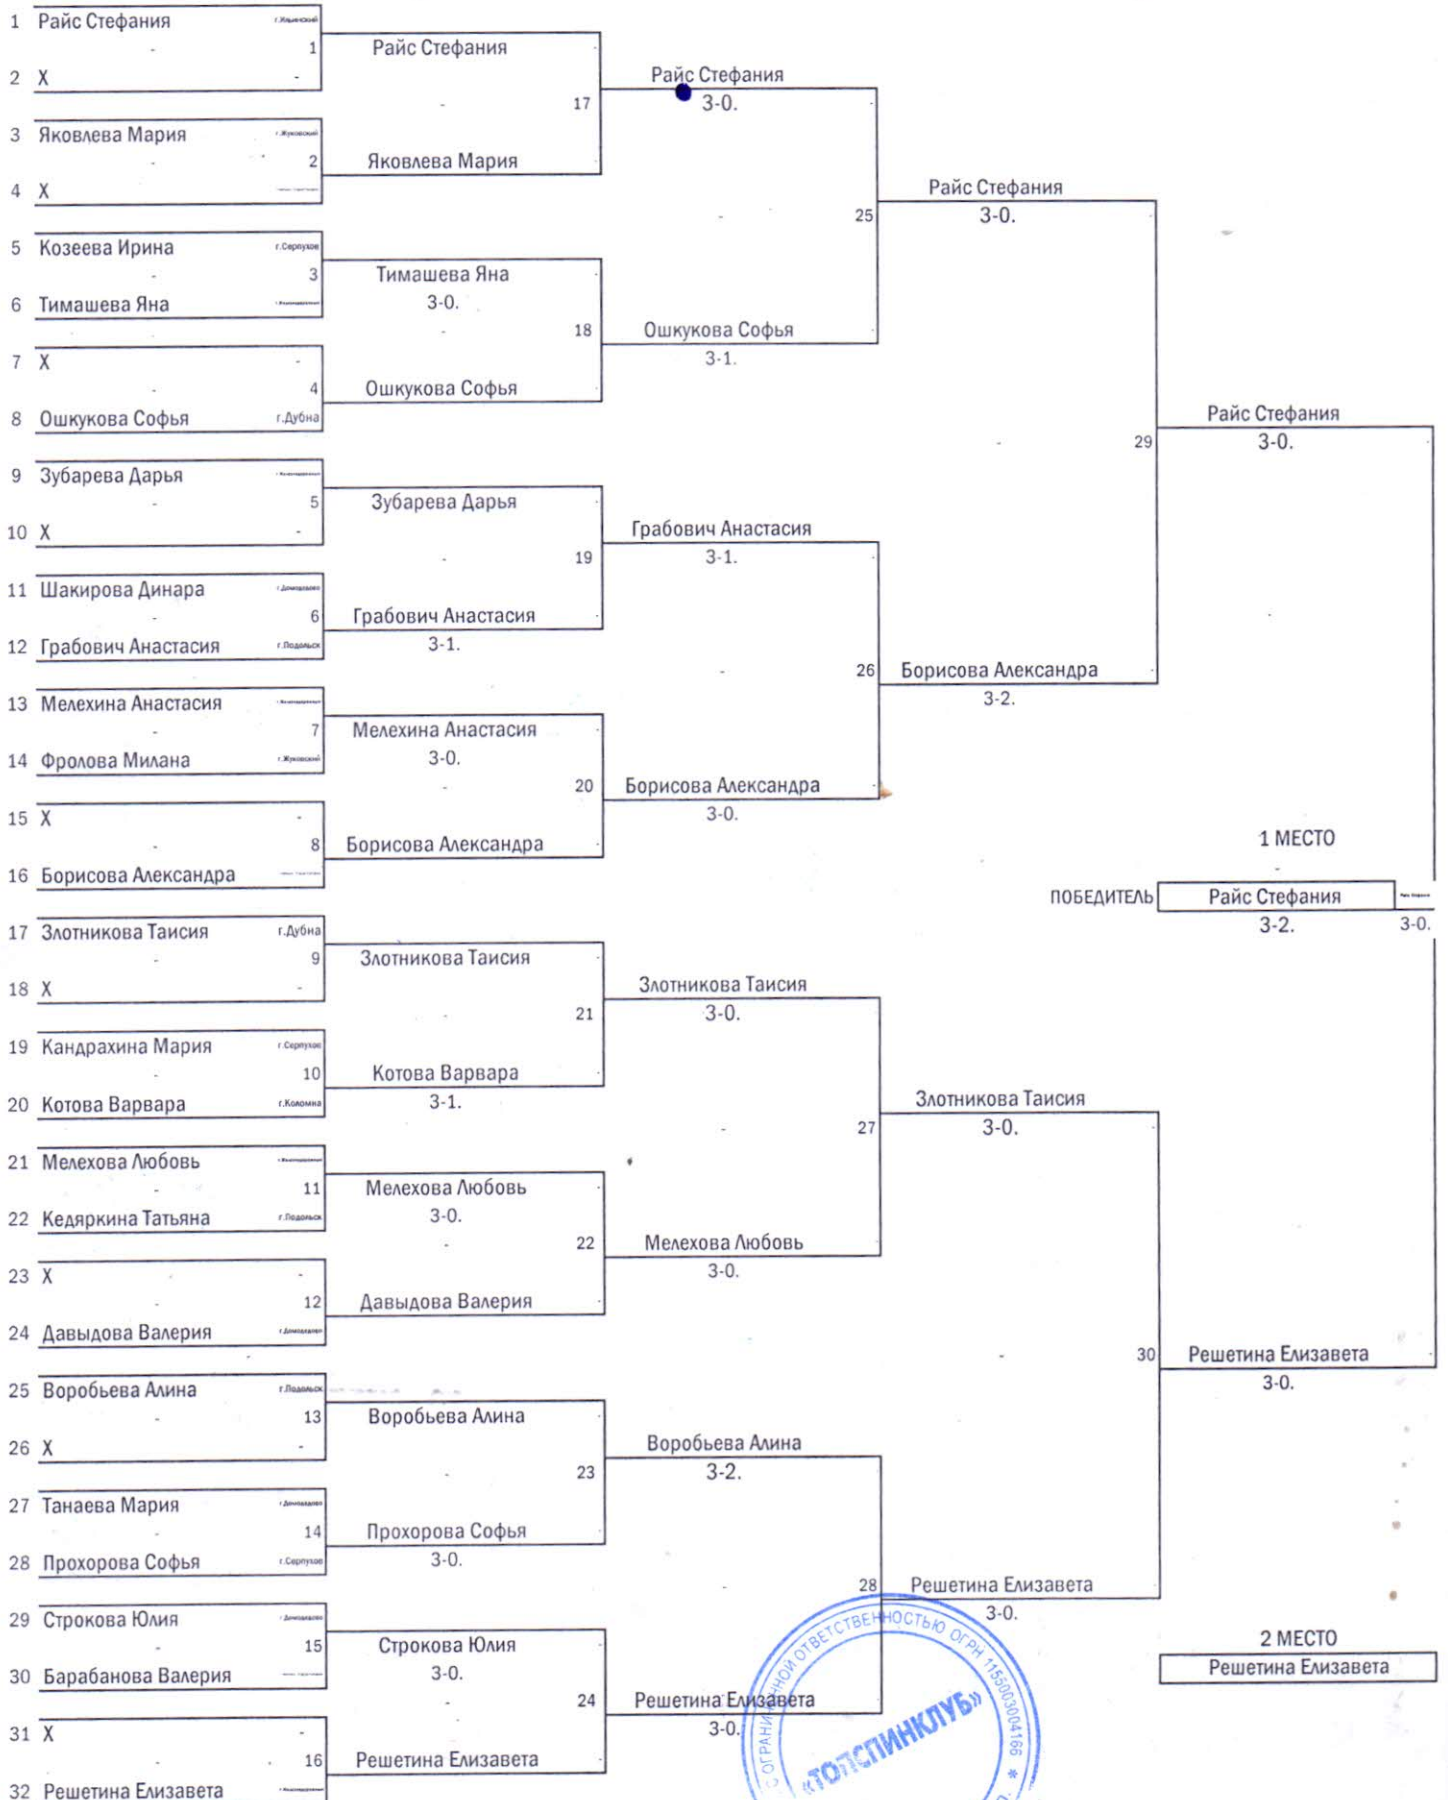 1 Райс Стефания
1 Райс Стефания
2 X
Райс Стефания
17 3-0.
3 Яковлева Мария г.Жуковский
2 Яковлева Мария
4 X
Райс Стефания
25 3-0.
5 Козеева Ирина г.Серпухов
3 Тимашева Яна
6 Тимашева Яна 3-0.
18 Ошкукова Софья
3-1.
7 X
4 Ошкукова Софья
8 Ошкукова Софья г.Дубна
Райс Стефания
29 3-0.
9 Зубарева Дарья
5 Зубарева Дарья
10 X
Грабович Анастасия
19 3-1.
11 Шакирова Динара г.Домодедово
6 Грабович Анастасия
12 Грабович Анастасия г.Подольск 3-1.
26 Борисова Александра
3-2.
13 Мелехина Анастасия
7 Мелехина Анастасия
14 Фролова Милана г.Жуковский 3-0.
20 Борисова Александра
3-0.
15 X
8 Борисова Александра
16 Борисова Александра
1 МЕСТО
ПОБЕДИТЕЛЬ Райс Стефания
3-2. 3-0.
17 Злотникова Таисия г.Дубна
9 Злотникова Таисия
18 X
Злотникова Таисия
21 3-0.
19 Кандрахина Мария г.Серпухов
10 Котова Варвара
20 Котова Варвара г.Коломна 3-1.
Злотникова Таисия
27 3-0.
21 Мелехова Любовь
11 Мелехова Любовь
22 Кедяркина Татьяна г.Подольск 3-0.
22 Мелехова Любовь
3-0.
23 X
12 Давыдова Валерия
24 Давыдова Валерия г.Домодедово
30 Решетина Елизавета
3-0.
25 Воробьева Алина г.Подольск
13 Воробьева Алина
26 X
Воробьева Алина
23 3-2.
27 Танаева Мария г.Домодедово
14 Прохорова Софья
28 Прохорова Софья г.Серпухов 3-0.
28 Решетина Елизавета
3-0.
29 Строкова Юлия г.Домодедово
15 Строкова Юлия
30 Барабанова Валерия 3-0.
24 Решетина Елизавета
3-0.
2 МЕСТО
Решетина Елизавета
31 X
16 Решетина Елизавета
32 Решетина Елизавета
С ОГРАНИЧЕННОЙ ОТВЕТСТВЕННОСТЬЮ ОГРН
«ТОПСПИНКЛУБ»